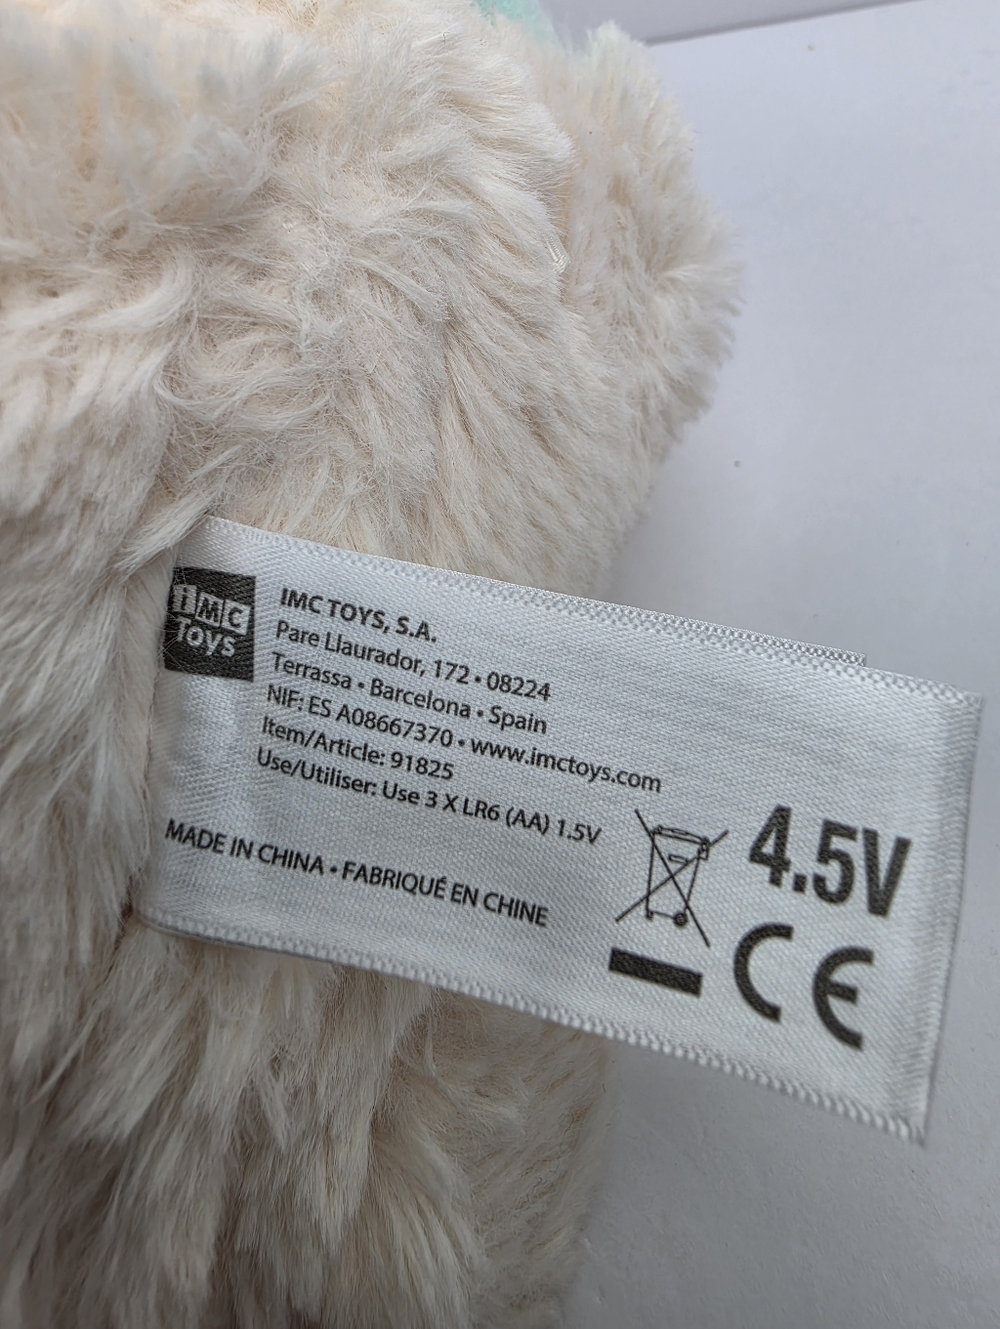 iMC
Toys
IMC TOYS, S.A.
Pare Llaurador, 172 • 08224
Terrassa • Barcelona • Spain
NIF: ES A08667370 • www.imctoys.com
Item/Article: 91825
Use/Utiliser: Use 3 X LR6 (AA) 1.5V
MADE IN CHINA • FABRIQUÉ EN CHINE
4.5V
CE